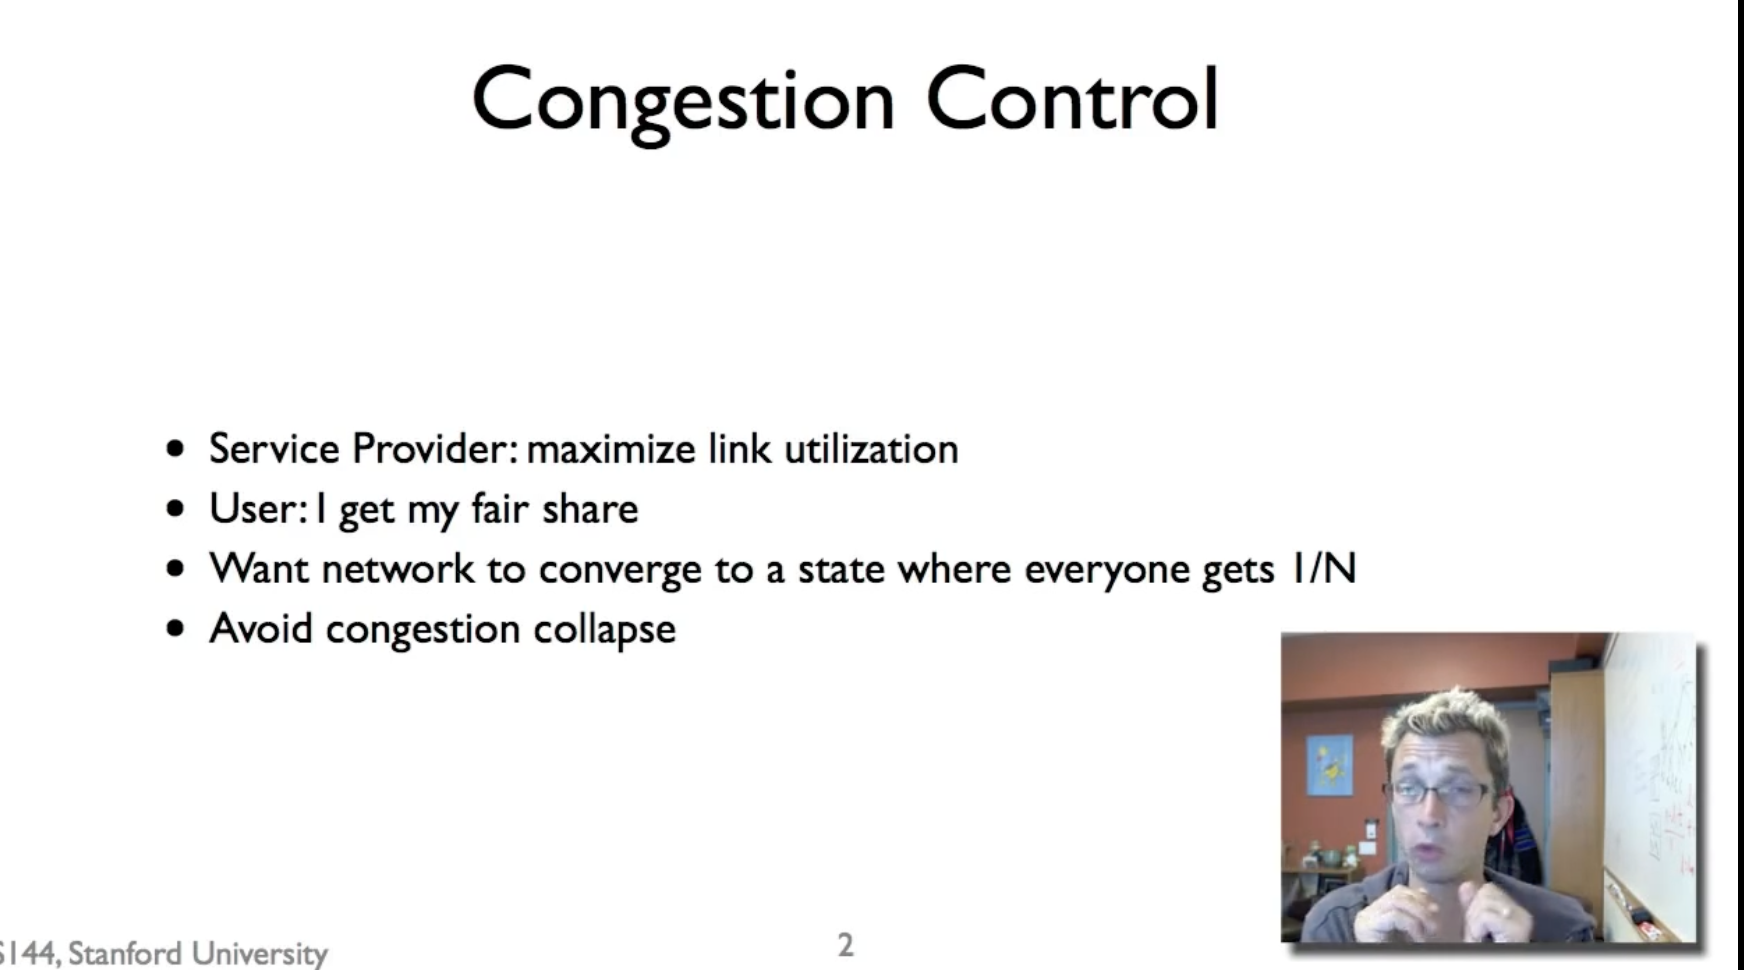 Congestion Control
• Service Provider: maximize link utilization
• User: I get my fair share
• Want network to converge to a state where everyone gets 1/N
• Avoid congestion collapse
S144, Stanford University
2